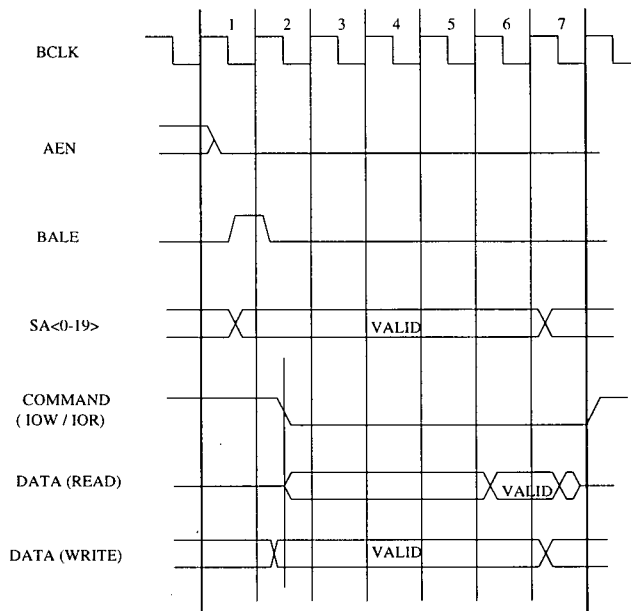 1 2 3 4 5 6 7
BCLK
AEN
BALE
SA<0-19>
VALID
COMMAND
( IOW / IOR)
DATA (READ)
VALID
DATA (WRITE)
VALID